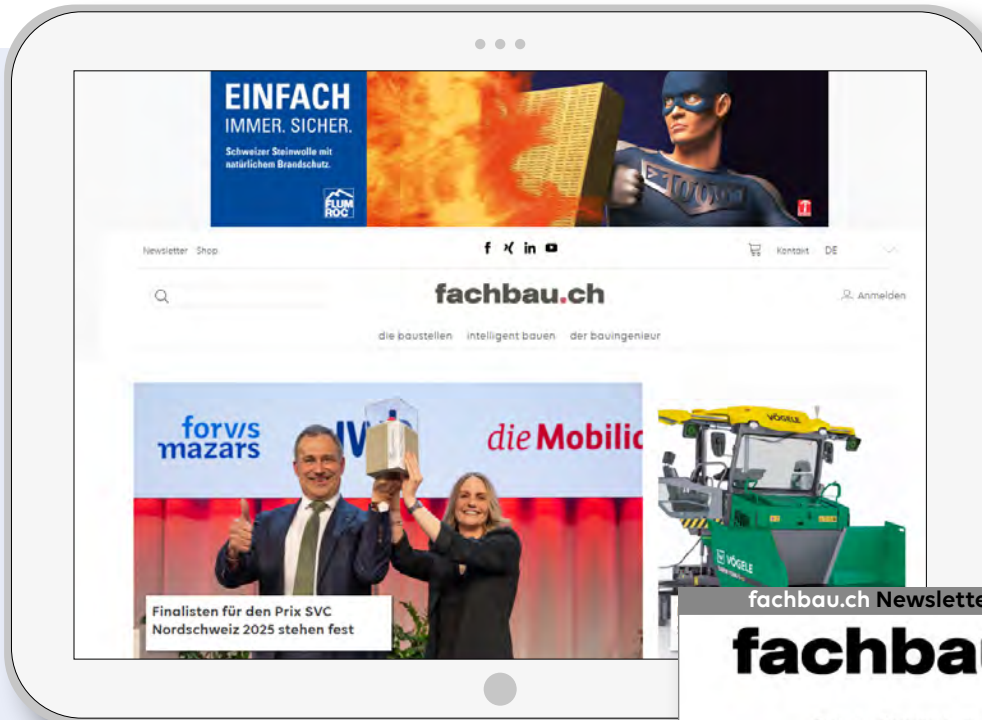 EINFACH
IMMER. SICHER.
Schweizer Steinwolle mit
natürlichem Brandschutz.
FLUM
ROC
Newsletter Shop
Kontakt DE
fachbau.ch
Anmelden
die baustellen intelligent bauen der bauingenieur
forvis
mazars
die Mobilia
VÖGELE
VÖGELE
Finalisten für den Prix SVC
Nordschweiz 2025 stehen fest
fachbau.ch Newslette
fachba